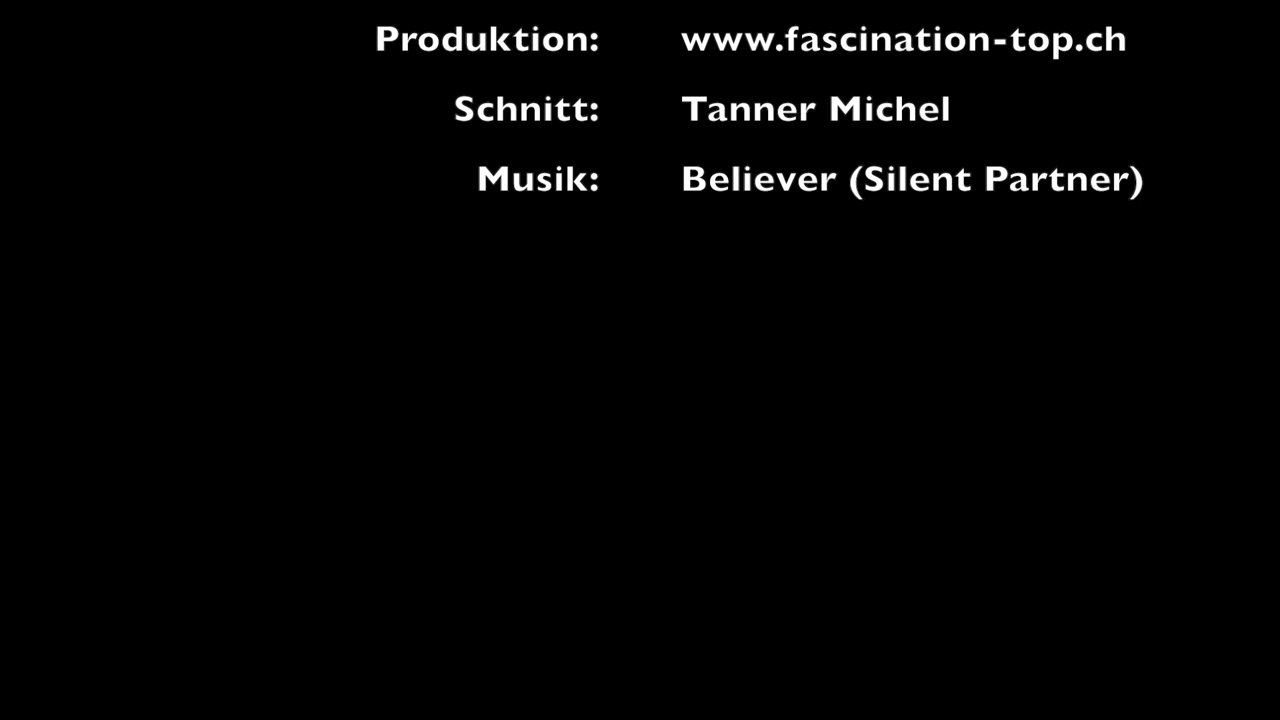 Produktion: www.fascination-top.ch
Schnitt: Tanner Michel
Musik: Believer (Silent Partner)